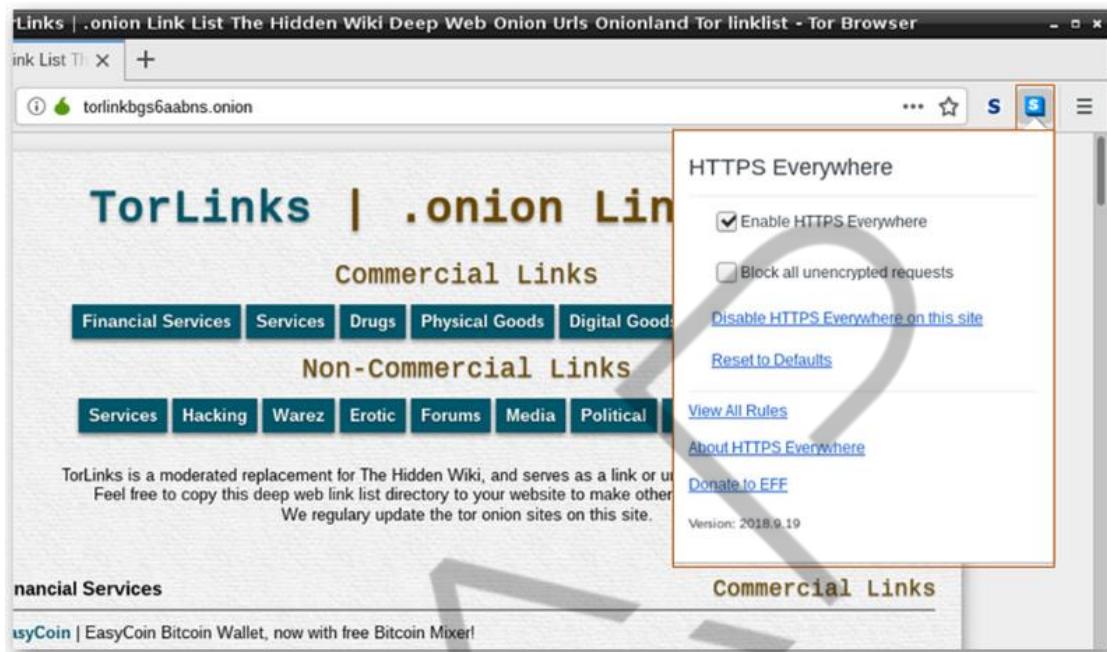 Links | .onion Link List The Hidden Wiki Deep Web Onion Urls Onionland Tor linklist - Tor Browser
ink List Th
torlinkbgs6aabns.onion
S S
HTTPS Everywhere
Enable HTTPS Everywhere
Block all unencrypted requests
Disable HTTPS Everywhere on this site
Reset to Defaults
View All Rules
About HTTPS Everywhere
Donate to EFF
Version: 2018.9.19
TorLinks | .onion Lin
Commercial Links
Financial Services Services Drugs Physical Goods Digital Goods
Non-Commercial Links
Services Hacking Warez Erotic Forums Media Political
TorLinks is a moderated replacement for The Hidden Wiki, and serves as a link or
Feel free to copy this deep web link list directory to your website to make other
We regulary update the tor onion sites on this site.
nancial Services Commercial Links
asyCoin | EasyCoin Bitcoin Wallet, now with free Bitcoin Mixer!